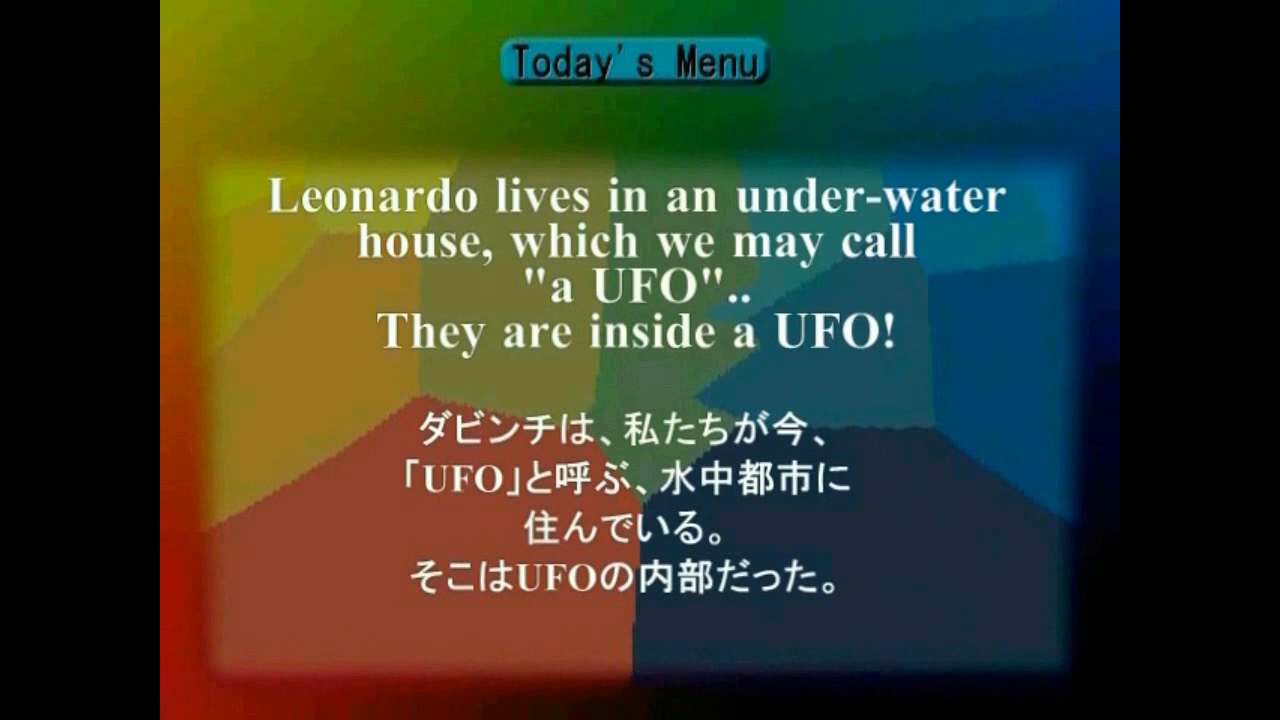 Today's Menu
Leonardo lives in an under-water
house, which we may call
"a UFO"..
They are inside a UFO!
ダビンチは、私たちが今、
「UFO」と呼ぶ、水中都市に
住んでいる。
そこはUFOの内部だった。